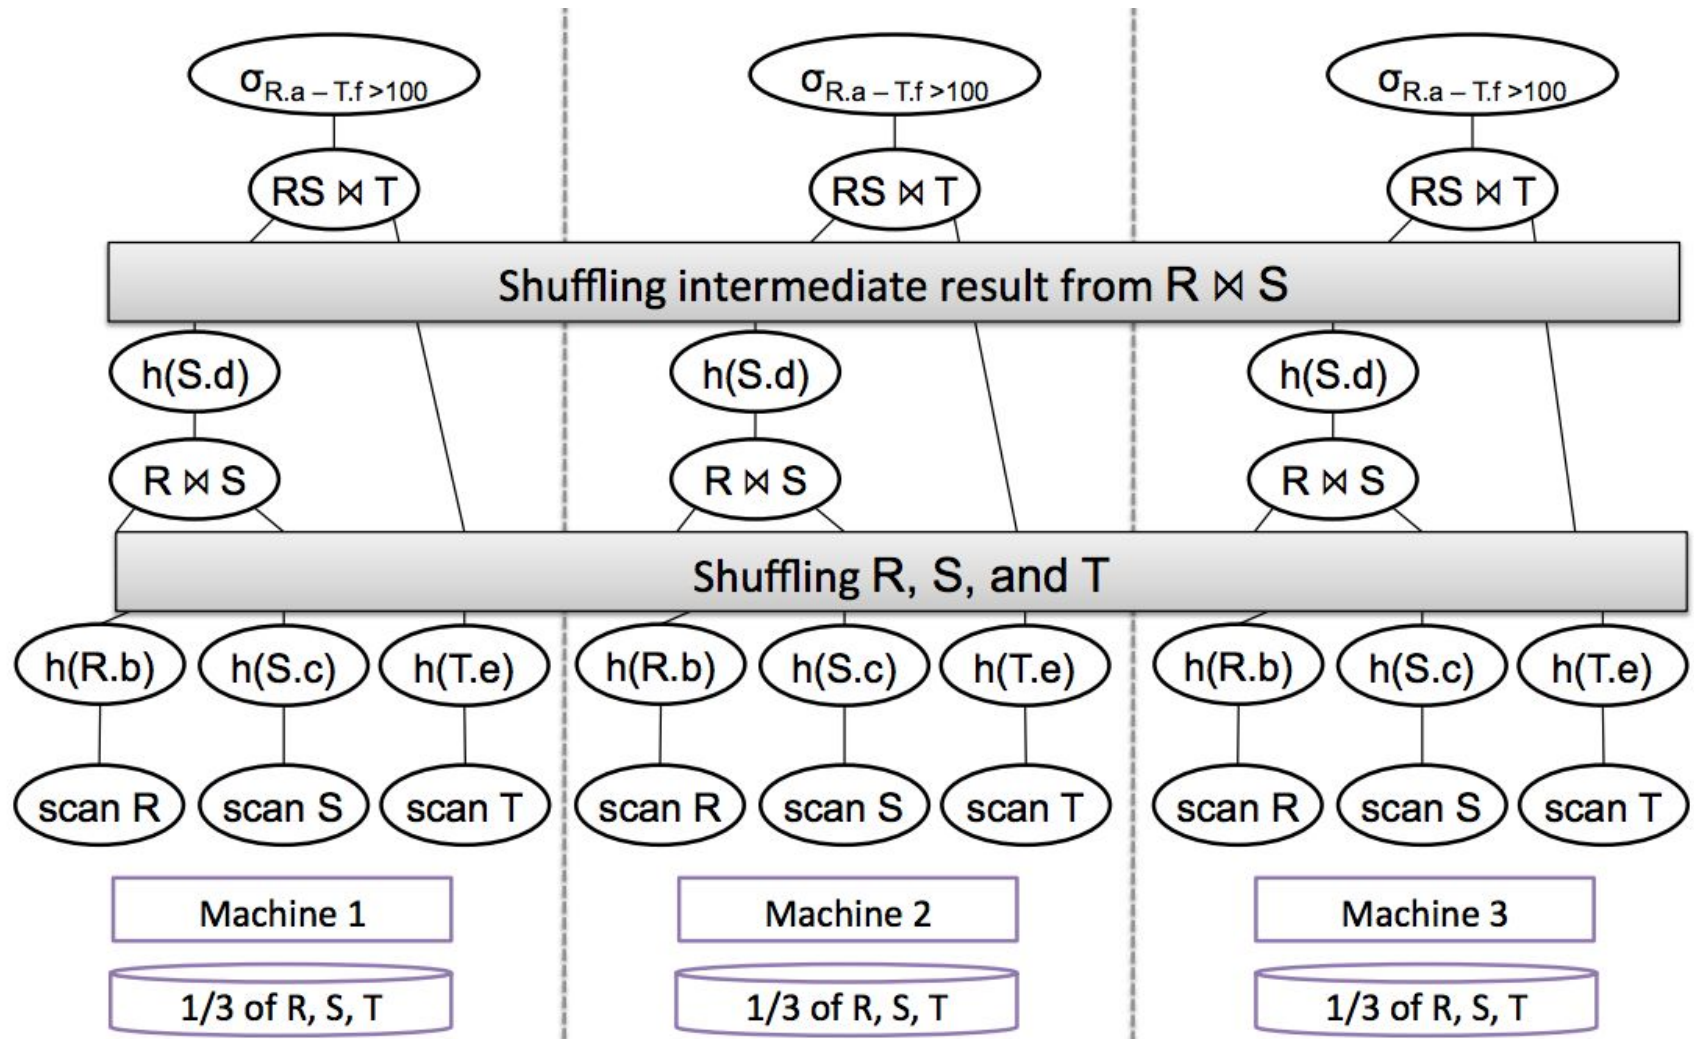 σR.a – T.f >100 σR.a – T.f >100 σR.a – T.f >100
RS ⋈ T RS ⋈ T RS ⋈ T
Shuffling intermediate result from R ⋈ S
h(S.d) h(S.d) h(S.d)
R ⋈ S R ⋈ S R ⋈ S
Shuffling R, S, and T
h(R.b) h(S.c) h(T.e) h(R.b) h(S.c) h(T.e) h(R.b) h(S.c) h(T.e)
scan R scan S scan T scan R scan S scan T scan R scan S scan T
Machine 1 Machine 2 Machine 3
1/3 of R, S, T 1/3 of R, S, T 1/3 of R, S, T